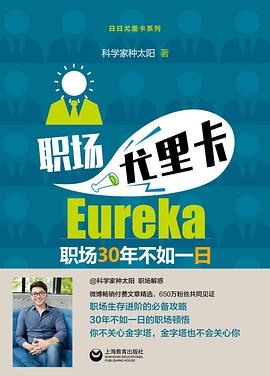 日日尤里卡系列
科学家种太阳 著
职场
尤里卡
Eureka
职场30年不如一日
@科学家种太阳 职场解惑
微博畅销付费文章精选,650万粉丝共同见证
职场生存进阶的必备攻略
30年不如一日的职场顿悟
你不关心金字塔,金字塔也不会关心你
上海教育出版社
SHANGHAI EDUCATIONAL
PUBLISHING HOUSE